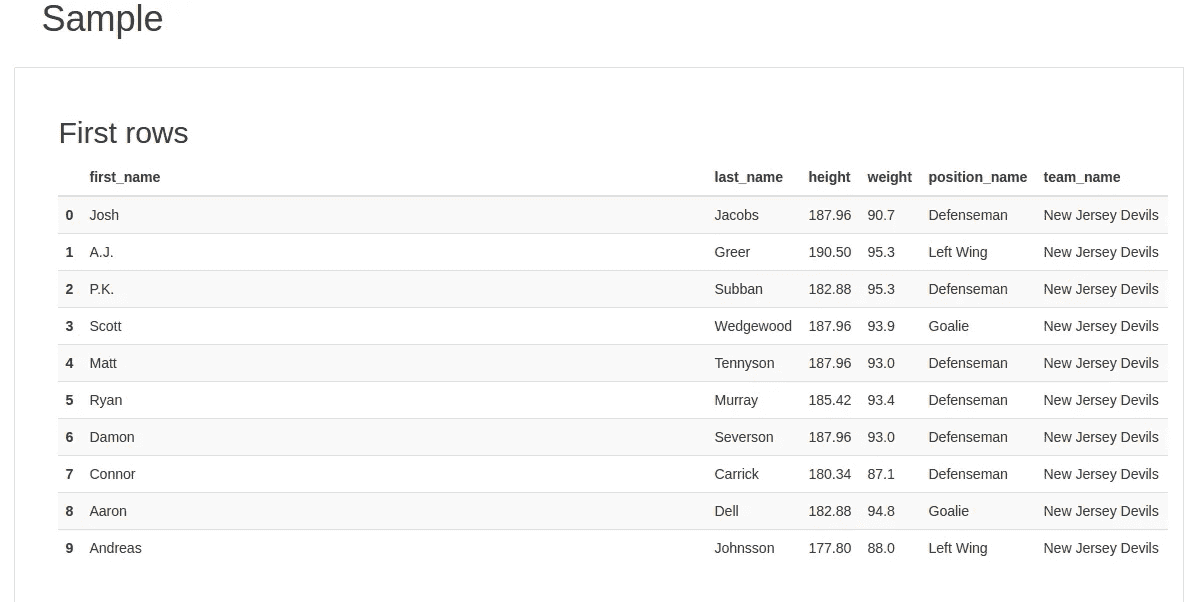 Sample
First rows
first_name last_name height weight position_name team_name
0 Josh Jacobs 187.96 90.7 Defenseman New Jersey Devils
1 A.J. Greer 190.50 95.3 Left Wing New Jersey Devils
2 P.K. Subban 182.88 95.3 Defenseman New Jersey Devils
3 Scott Wedgewood 187.96 93.9 Goalie New Jersey Devils
4 Matt Tennyson 187.96 93.0 Defenseman New Jersey Devils
5 Ryan Murray 185.42 93.4 Defenseman New Jersey Devils
6 Damon Severson 187.96 93.0 Defenseman New Jersey Devils
7 Connor Carrick 180.34 87.1 Defenseman New Jersey Devils
8 Aaron Dell 182.88 94.8 Goalie New Jersey Devils
9 Andreas Johnsson 177.80 88.0 Left Wing New Jersey Devils